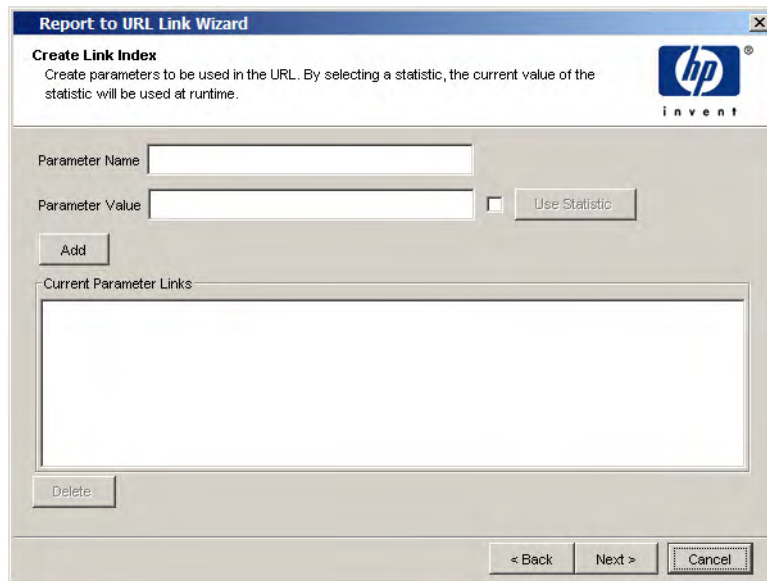 Report to URL Link Wizard
Create Link Index
Create parameters to be used in the URL. By selecting a statistic, the current value of the
statistic will be used at runtime.
hp
®
invent
Parameter Name
Parameter Value
Use Statistic
Add
Current Parameter Links
Delete
< Back
Next >
Cancel